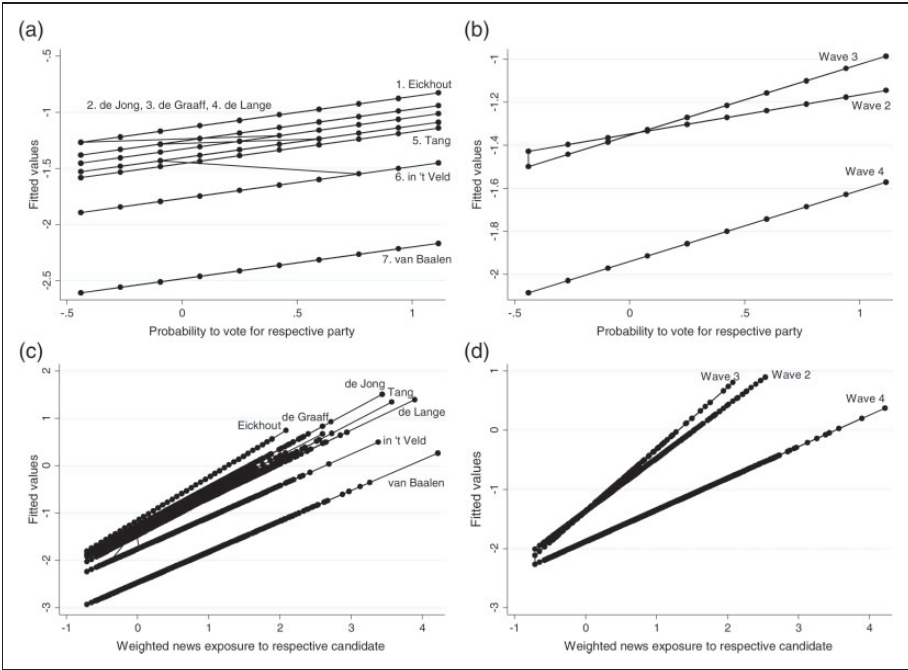 (a)
-.5
-1
-1.5
-2
-2.5
Fitted values
1. Eickhout
2. de Jong, 3. de Graaff, 4. de Lange
5. Tang
6. in 't Veld
7. van Baalen
-.5 0 .5 1
Probability to vote for respective party
(b)
-1
-1.2
-1.4
-1.6
-1.8
-2
Fitted values
Wave 3
Wave 2
Wave 4
-.5 0 .5 1
Probability to vote for respective party
(c)
2
1
0
-1
-2
-3
Fitted values
de Jong
Tang
de Graaff
de Lange
Eickhout
in 't Veld
van Baalen
-1 0 1 2 3 4
Weighted news exposure to respective candidate
(d)
1
0
-1
-2
-3
Fitted values
Wave 3
Wave 2
Wave 4
-1 0 1 2 3 4
Weighted news exposure to respective candidate